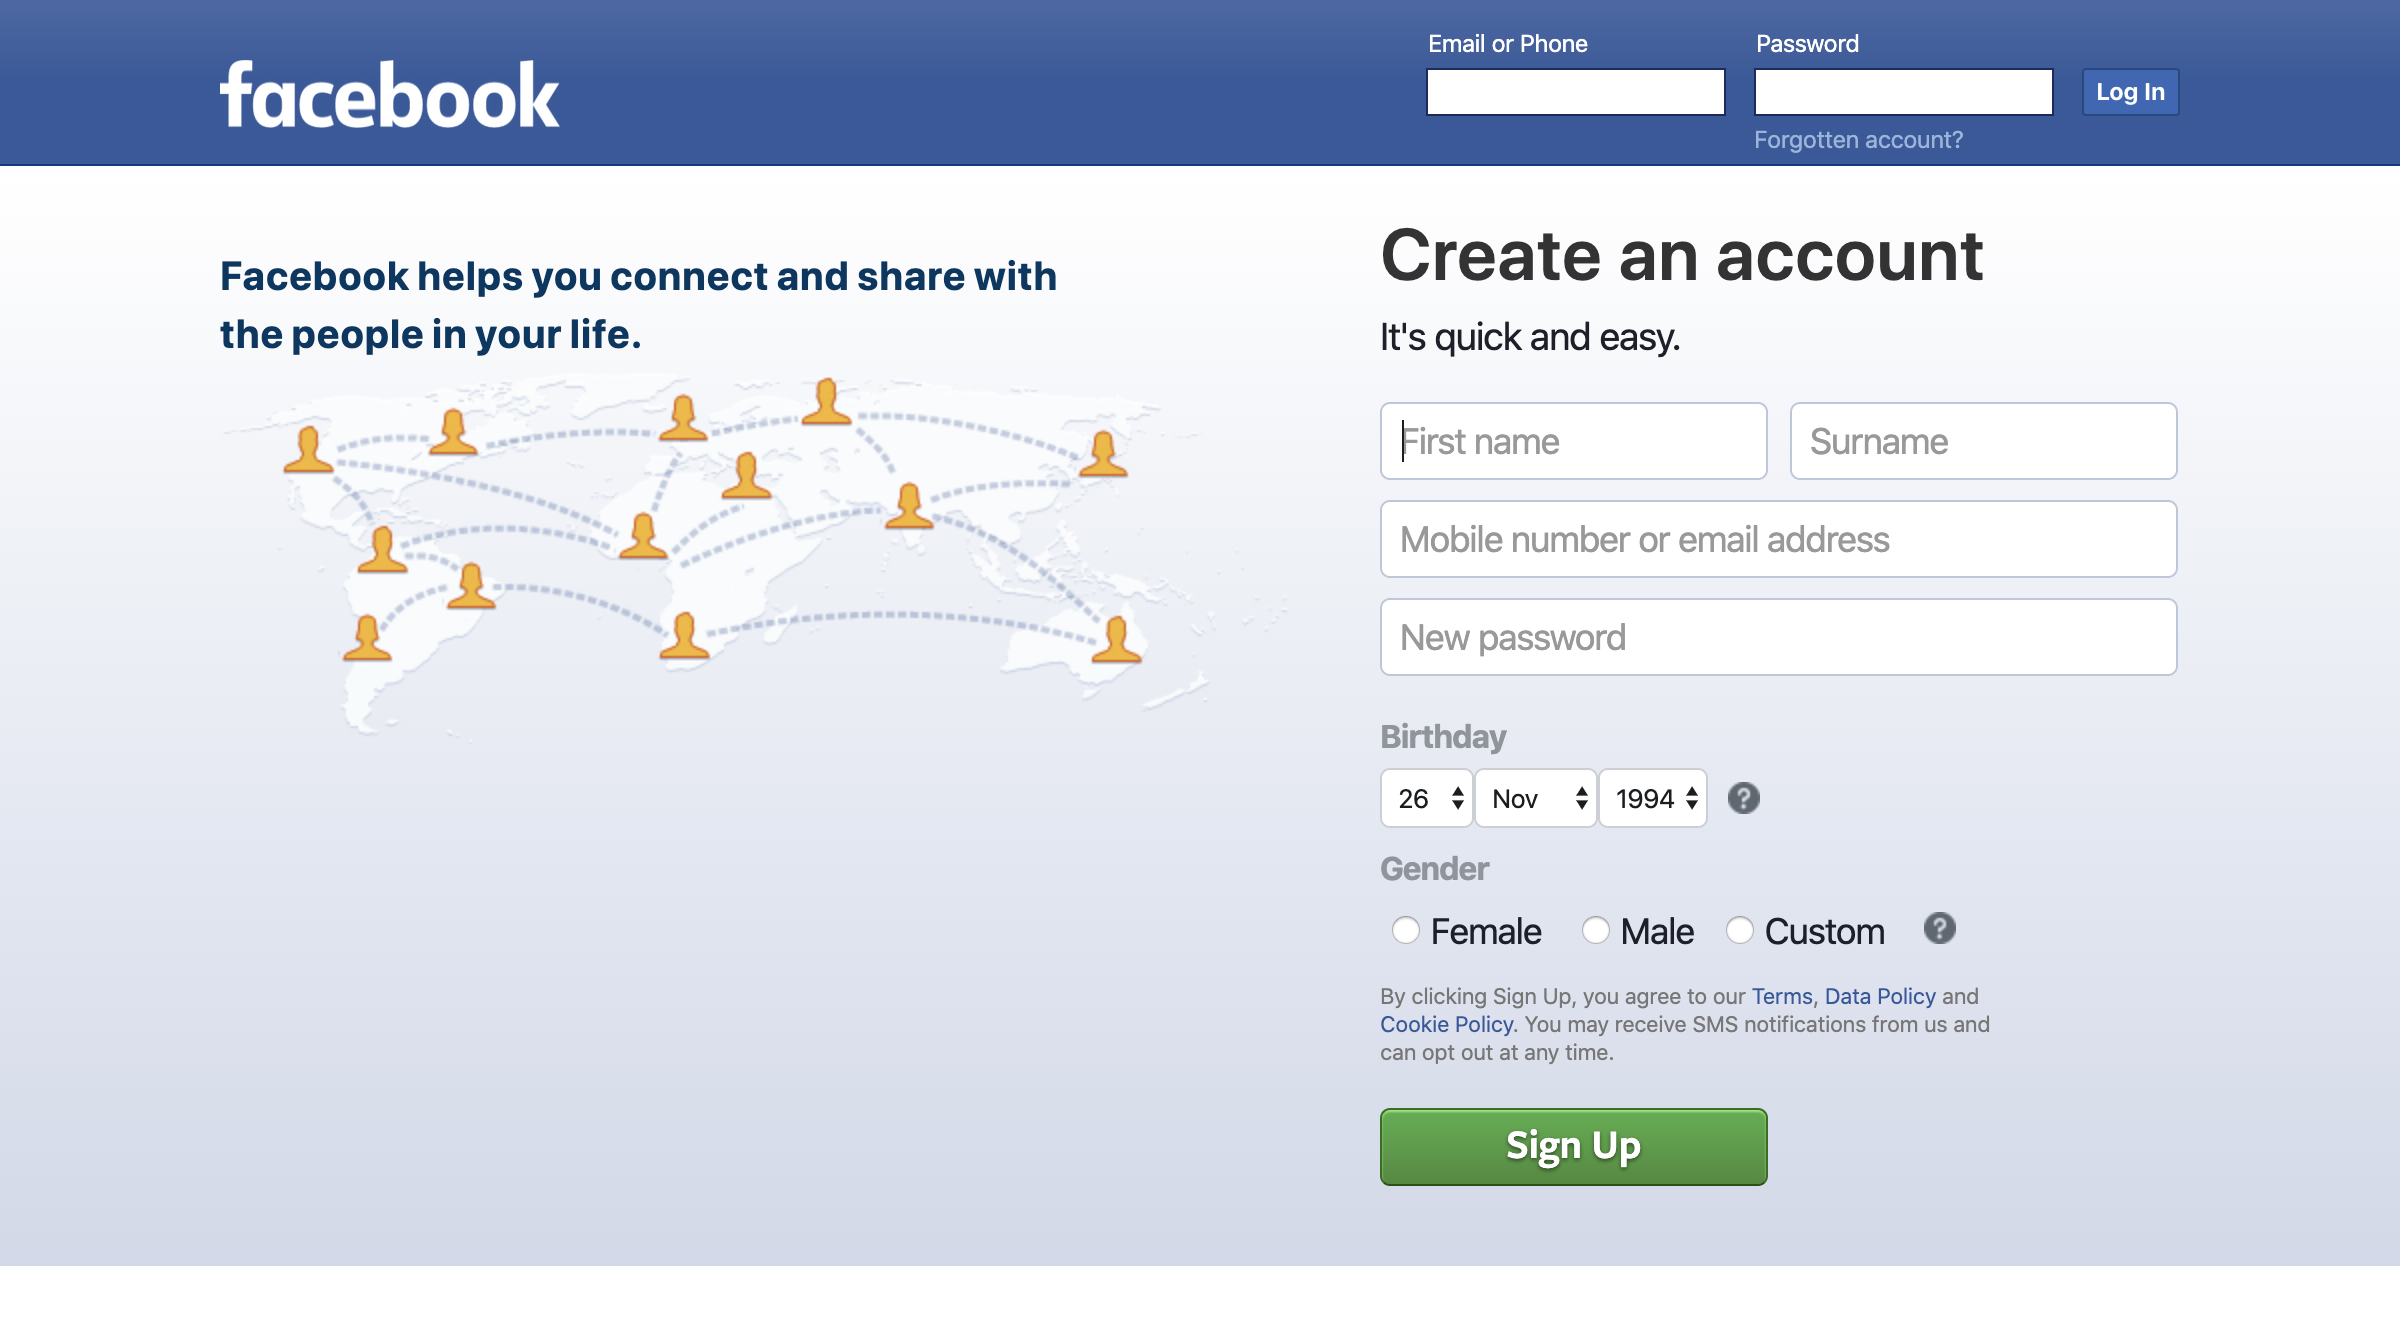 facebook
Email or Phone
Password
Log In
Forgotten account?
Facebook helps you connect and share with
the people in your life.
Create an account
It's quick and easy.
First name
Surname
Mobile number or email address
New password
Birthday
26
Nov
1994
?
Gender
Female
Male
Custom
?
By clicking Sign Up, you agree to our Terms, Data Policy and
Cookie Policy. You may receive SMS notifications from us and
can opt out at any time.
Sign Up